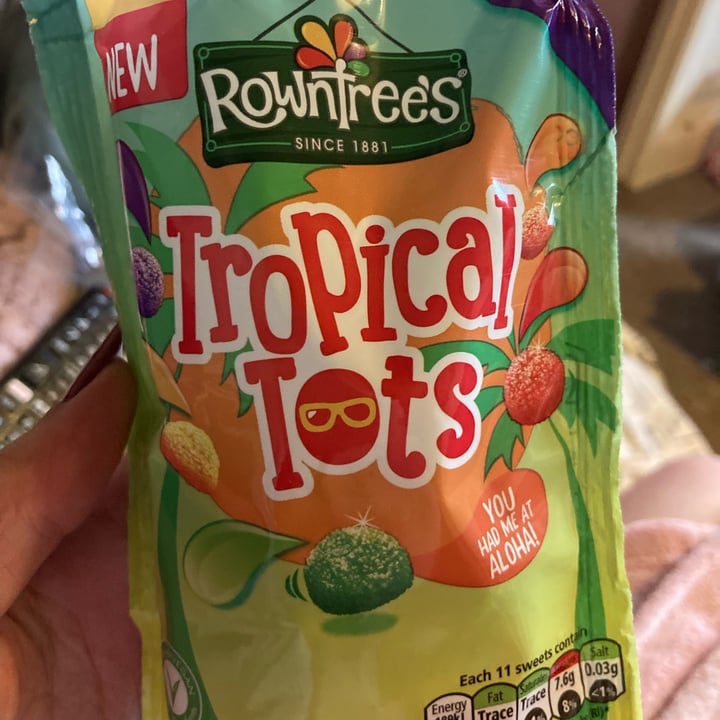 NEW
Rowntree's®
SINCE 1881
Tropical
Tots
YOU
HAD ME AT
ALOHA!
Each 11 sweets contain
Energy
Fat
Trace
Saturates
Trace
7.6g
8%
Salt
0.03g
<1%